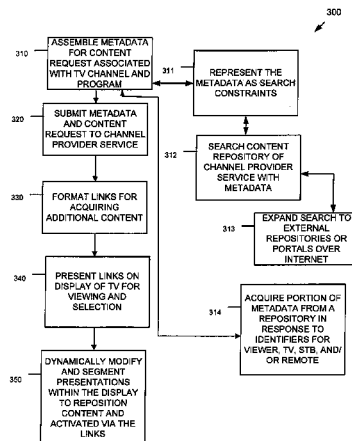 300
310
ASSEMBLE METADATA
FOR CONTENT
REQUEST ASSOCIATED
WITH TV CHANNEL AND
PROGRAM
311
REPRESENT THE
METADATA AS SEARCH
CONSTRAINTS
320
SUBMIT METADATA
AND CONTENT
REQUEST TO CHANNEL
PROVIDER SERVICE
312
SEARCH CONTENT
REPOSITORY OF
CHANNEL PROVIDER
SERVICE WITH
METADATA
330
FORMAT LINKS FOR
ACQUIRING
ADDITIONAL CONTENT
313
EXPAND SEARCH TO
EXTERNAL
REPOSITORIES OR
PORTALS OVER
INTERNET
340
PRESENT LINKS ON
DISPLAY OF TV FOR
VIEWING AND
SELECTION
314
ACQUIRE PORTION OF
METADATA FROM A
REPOSITORY IN
RESPONSE TO
IDENTIFIERS FOR
VIEWER, TV, STB, AND/
OR REMOTE
350
DYNAMICALLY MODIFY
AND SEGMENT
PRESENTATIONS
WITHIN THE DISPLAY
TO REPOSITION
CONTENT AND
ACTIVATED VIA THE
LINKS